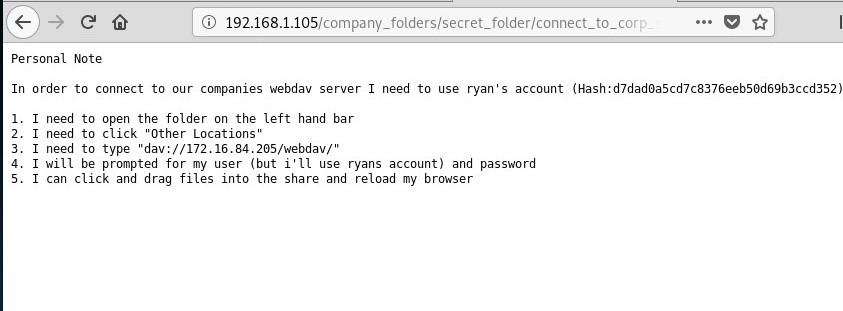 192.168.1.105/company_folders/secret_folder/connect_to_corp_
Personal Note
In order to connect to our companies webdav server I need to use ryan's account (Hash:d7dad0a5cd7c8376eeb50d69b3ccd352)
1. I need to open the folder on the left hand bar
2. I need to click "Other Locations"
3. I need to type "dav://172.16.84.205/webdav/"
4. I will be prompted for my user (but i'll use ryans account) and password
5. I can click and drag files into the share and reload my browser